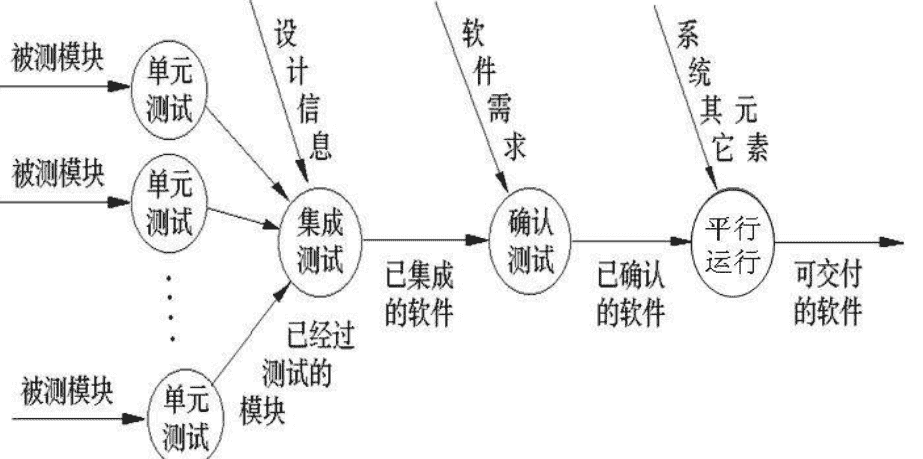 被测模块
单元
测试
被测模块
单元
测试
被测模块
单元
测试
设计信息
集成
测试
已经过
测试的
模块
已集成
的软件
软件需求
确认
测试
已确认
的软件
系统其它元素
平行
运行
可交付
的软件